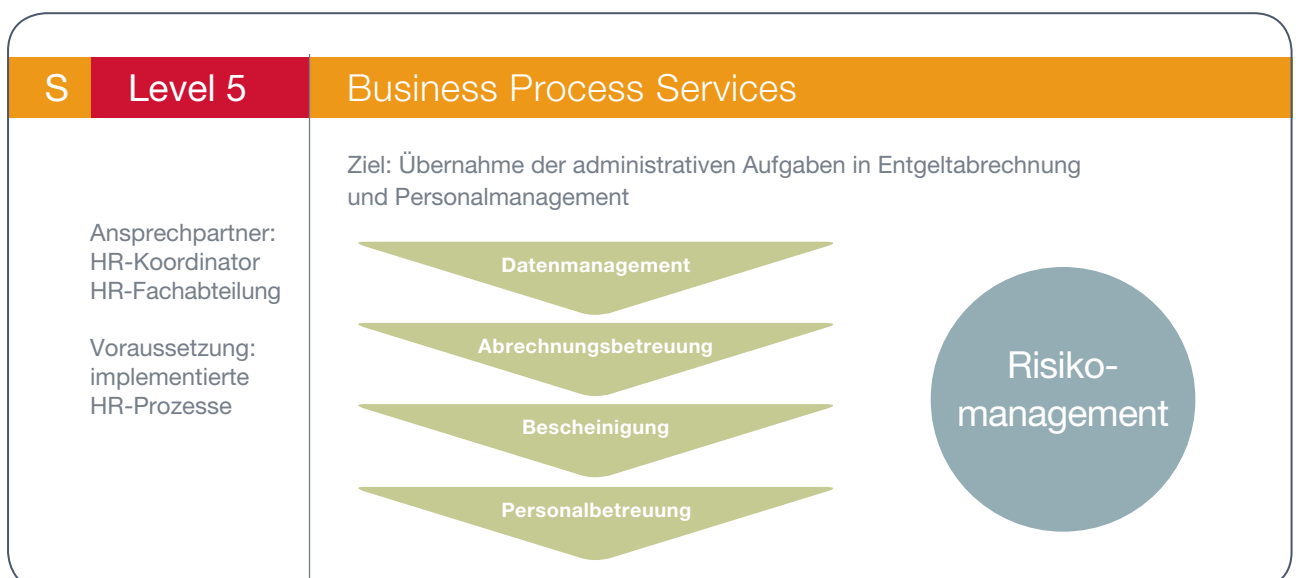 S Level 5 Business Process Services
Ziel: Übernahme der administrativen Aufgaben in Entgeltabrechnung
und Personalmanagement
Ansprechpartner:
HR-Koordinator
HR-Fachabteilung
Voraussetzung:
implementierte
HR-Prozesse
Datenmanagement
Abrechnungsbetreuung
Bescheinigung
Personalbetreuung
Risiko-
management